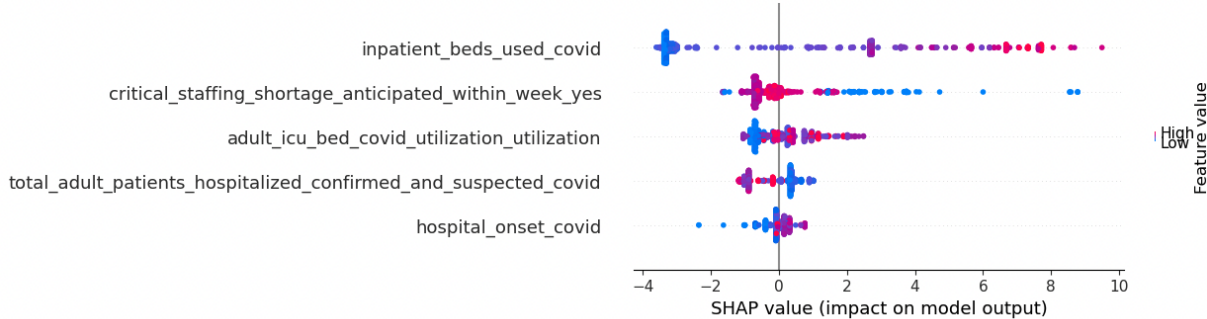 inpatient_beds_used_covid
critical_staffing_shortage_anticipated_within_week_yes
adult_icu_bed_covid_utilization_utilization
total_adult_patients_hospitalized_confirmed_and_suspected_covid
hospital_onset_covid
−4 −2 0 2 4 6 8 10
SHAP value (impact on model output)
High
Low
Feature value